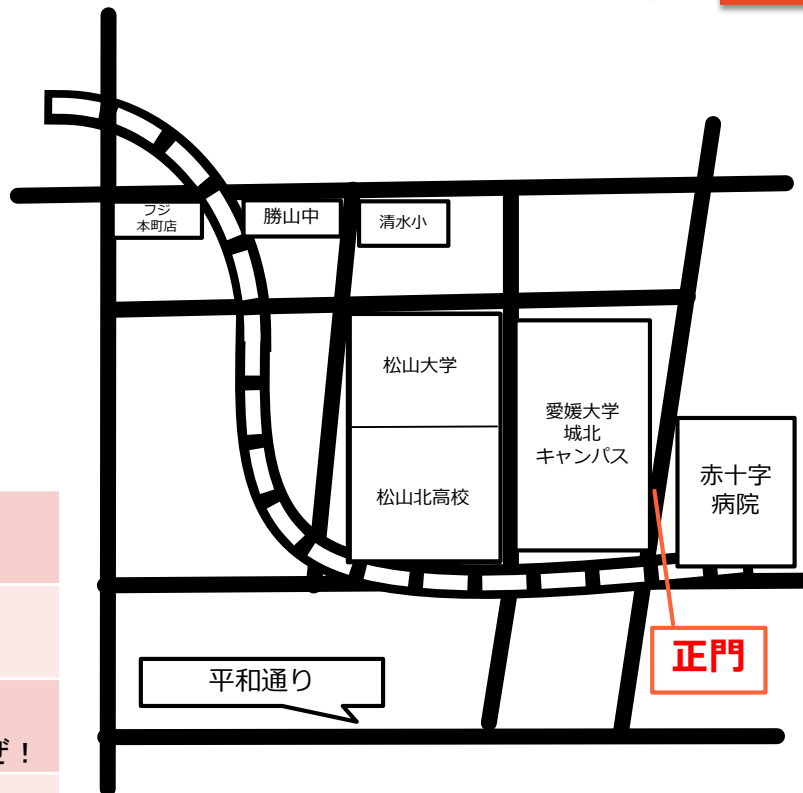 フジ
本町店
勝山中
清水小
松山大学
愛媛大学
城北
キャンパス
赤十字
病院
松山北高校
正門
平和通り
ぜ！